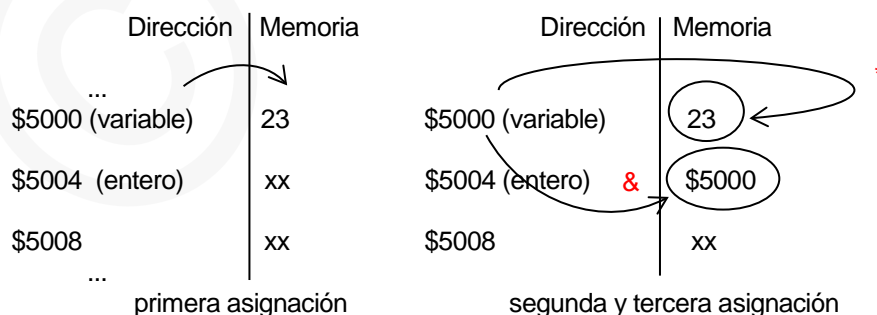 Dirección Memoria
...
$5000 (variable) 23
$5004 (entero) xx
$5008 xx
...
primera asignación
Dirección Memoria
$5000 (variable) 23
$5004 (entero) & $5000
$5008 xx
segunda y tercera asignación